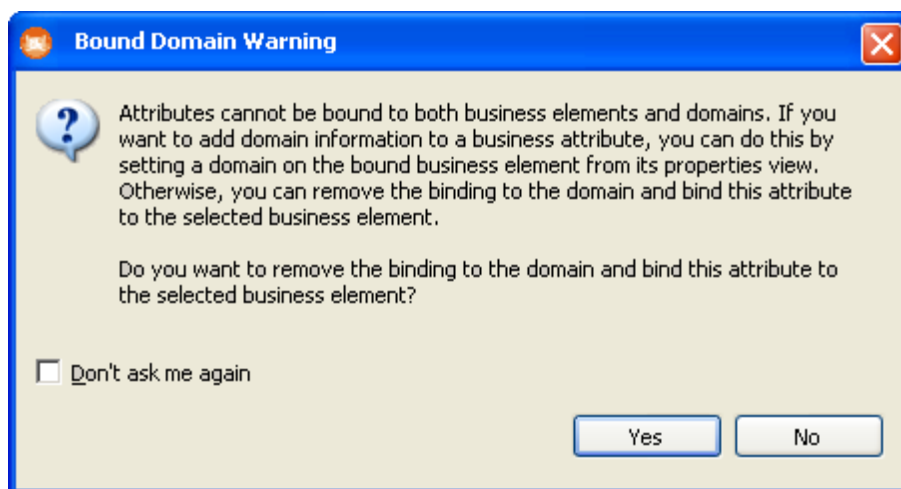 Bound Domain Warning
Attributes cannot be bound to both business elements and domains. If you
want to add domain information to a business attribute, you can do this by
setting a domain on the bound business element from its properties view.
Otherwise, you can remove the binding to the domain and bind this attribute
to the selected business element.
Do you want to remove the binding to the domain and bind this attribute to
the selected business element?
Don't ask me again
Yes No